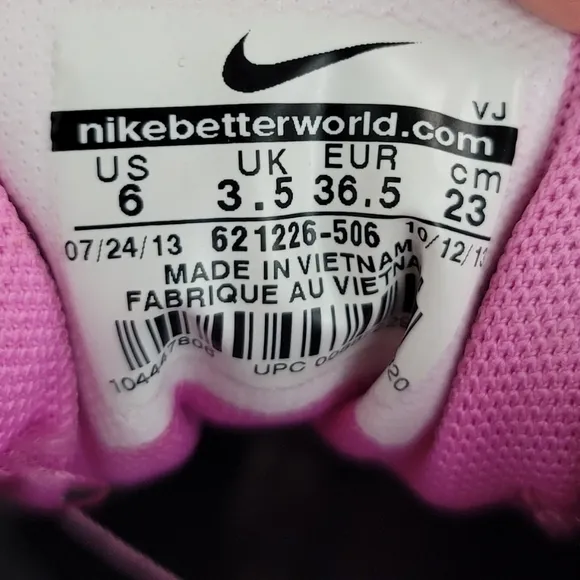 VJ
nikebetterworld.com
US UK EUR cm
6 3.5 36.5 23
07/24/13 621226-506 10/12/13
MADE IN VIETNAM
FABRIQUE AU VIETNA
UPC